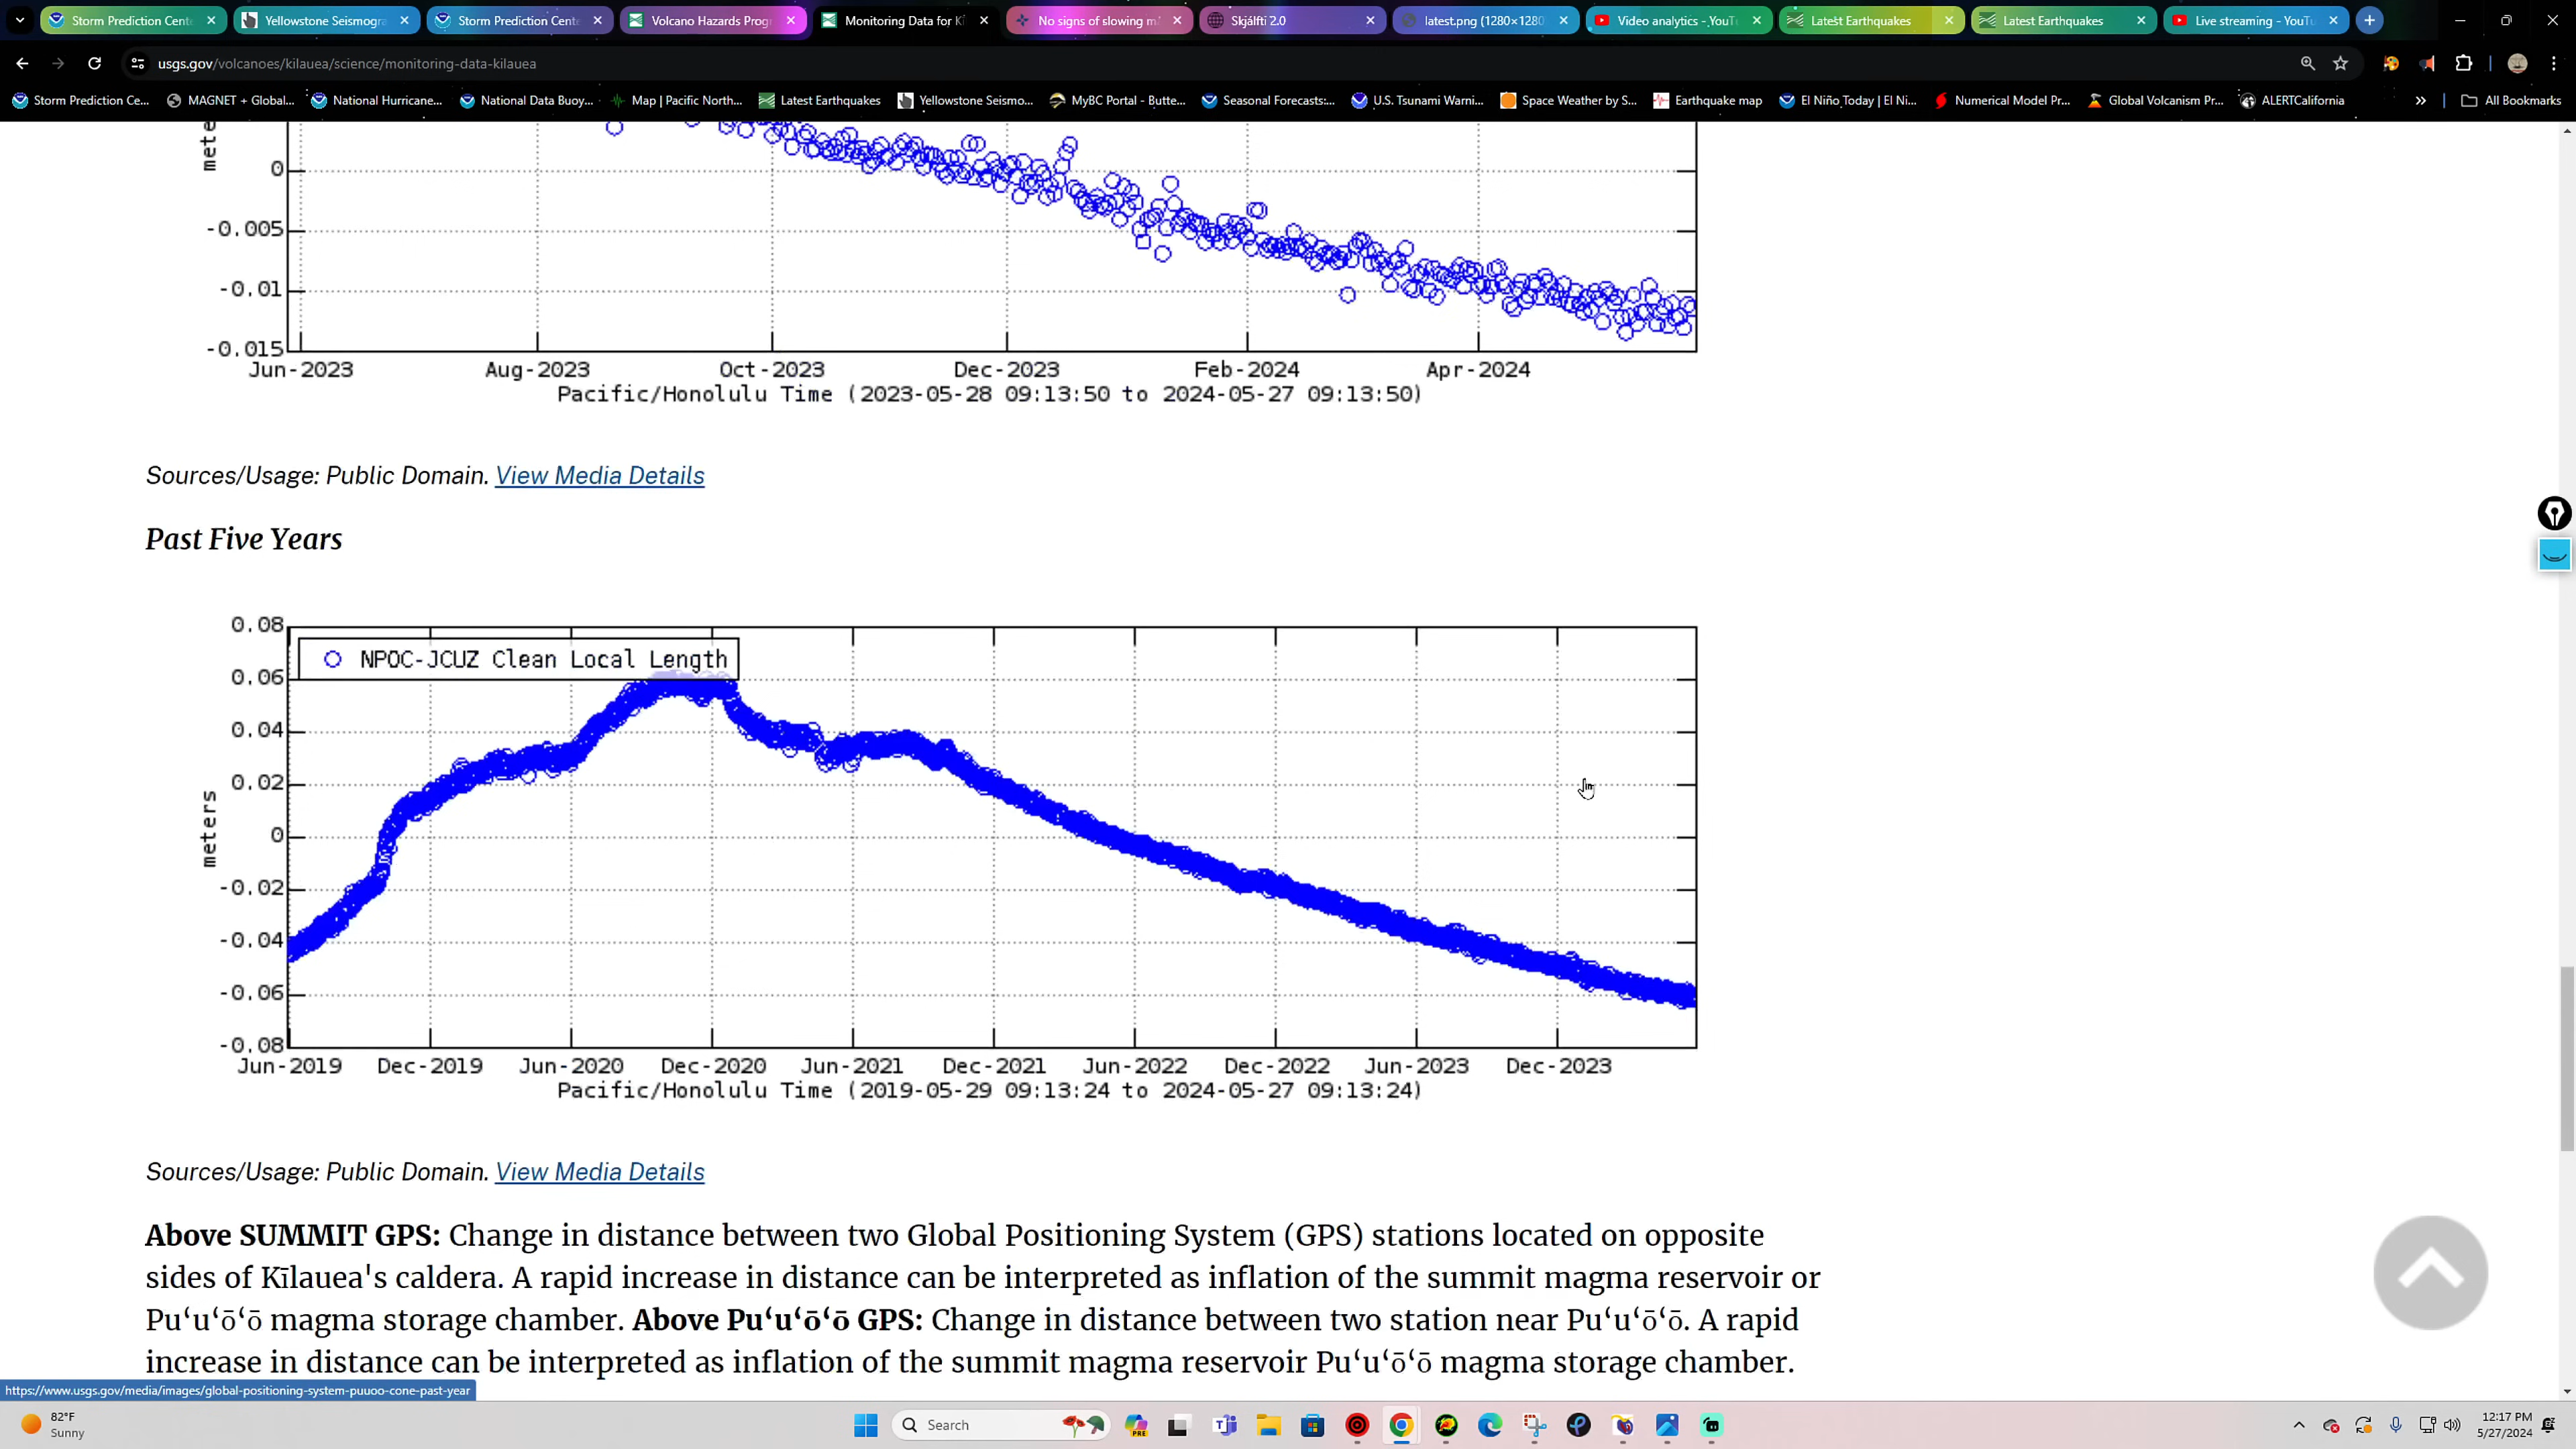 Storm Prediction Cent
Yellowstone Seismogra
Storm Prediction Cent
Volcano Hazards Prog
Monitoring Data for Kī
No signs of slowing m
Skjálfti 2.0
latest.png (1280×1280
Video analytics - YouTu
Latest Earthquakes
Latest Earthquakes
Live streaming - YouTu
usgs.gov/volcanoes/kilauea/science/monitoring-data-kilauea
Storm Prediction Ce...
MAGNET + Global...
National Hurricane...
National Data Buoy...
Map | Pacific North...
Latest Earthquakes
Yellowstone Seismo...
MyBC Portal - Butte...
Seasonal Forecasts:...
U.S. Tsunami Warni...
Space Weather by S...
Earthquake map
El Niño Today | El Ni...
Numerical Model Pr...
Global Volcanism Pr...
ALERTCalifornia
All Bookmarks
mete
0
-0.005
-0.01
-0.015
Jun-2023 Aug-2023 Oct-2023 Dec-2023 Feb-2024 Apr-2024
Pacific/Honolulu Time (2023-05-28 09:13:50 to 2024-05-27 09:13:50)
Sources/Usage: Public Domain. View Media Details
Past Five Years
NPOC-JCUZ Clean Local Length
meters
0.08
0.06
0.04
0.02
0
-0.02
-0.04
-0.06
-0.08
Jun-2019 Dec-2019 Jun-2020 Dec-2020 Jun-2021 Dec-2021 Jun-2022 Dec-2022 Jun-2023 Dec-2023
Pacific/Honolulu Time (2019-05-29 09:13:24 to 2024-05-27 09:13:24)
Sources/Usage: Public Domain. View Media Details
Above SUMMIT GPS: Change in distance between two Global Positioning System (GPS) stations located on opposite
sides of Kīlauea's caldera. A rapid increase in distance can be interpreted as inflation of the summit magma reservoir or
Puʻuʻōʻō magma storage chamber. Above Puʻuʻōʻō GPS: Change in distance between two station near Puʻuʻōʻō. A rapid
increase in distance can be interpreted as inflation of the summit magma reservoir Puʻuʻōʻō magma storage chamber.
https://www.usgs.gov/media/images/global-positioning-system-puuoo-cone-past-year
82°F
Sunny
Search
PRE
12:17 PM
5/27/2024